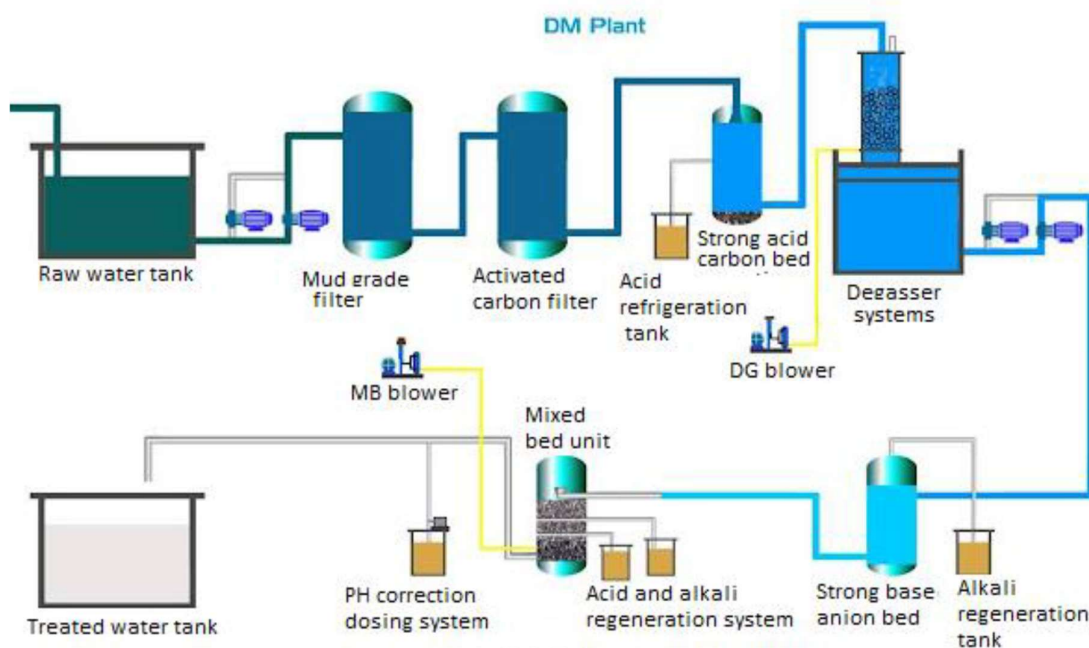 DM Plant
Raw water tank
Mud grade
filter
Activated
carbon filter
Acid
refrigeration
tank
Strong acid
carbon bed
Degasser
systems
MB blower
DG blower
Mixed
bed unit
Treated water tank
PH correction
dosing system
Acid and alkali
regeneration system
Strong base
anion bed
Alkali
regeneration
tank